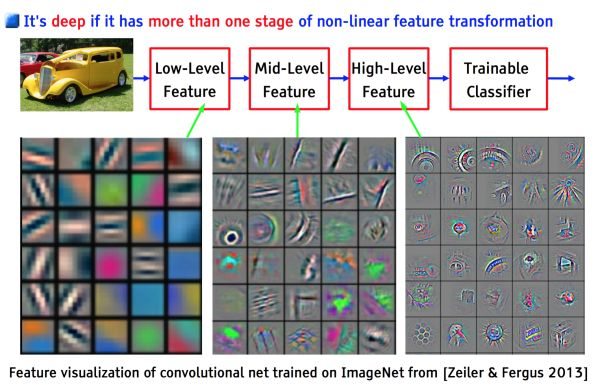 It's deep if it has more than one stage of non-linear feature transformation
Low-Level
Feature
Mid-Level
Feature
High-Level
Feature
Trainable
Classifier
Feature visualization of convolutional net trained on ImageNet from [Zeiler & Fergus 2013]